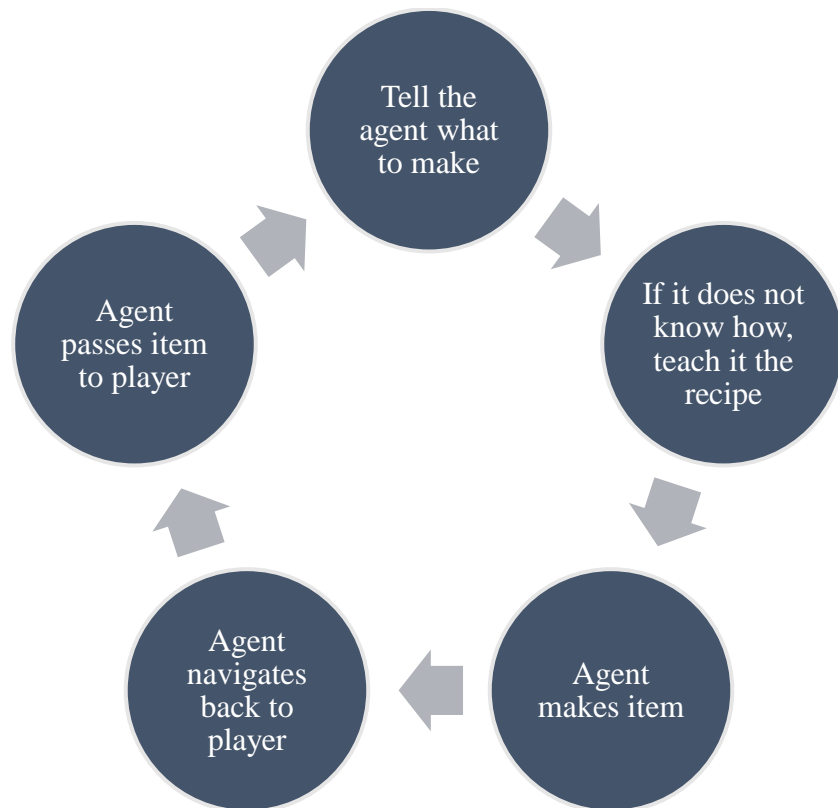 Tell the
agent what
to make
If it does not
know how,
teach it the
recipe
Agent
makes item
Agent
navigates
back to
player
Agent
passes item
to player